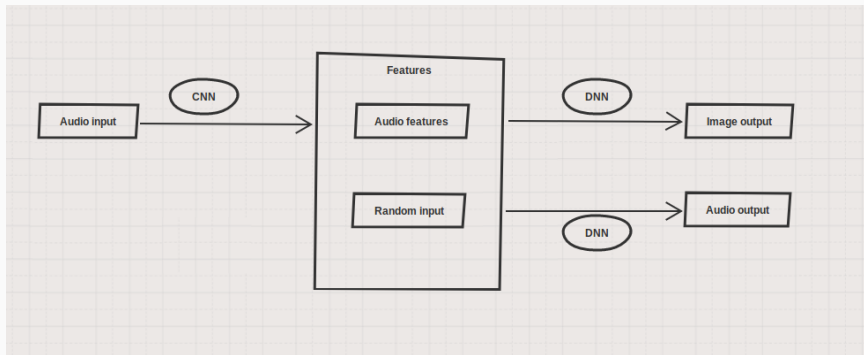 Features
CNN
DNN
Audio input
Audio features
Image output
Random input
Audio output
DNN